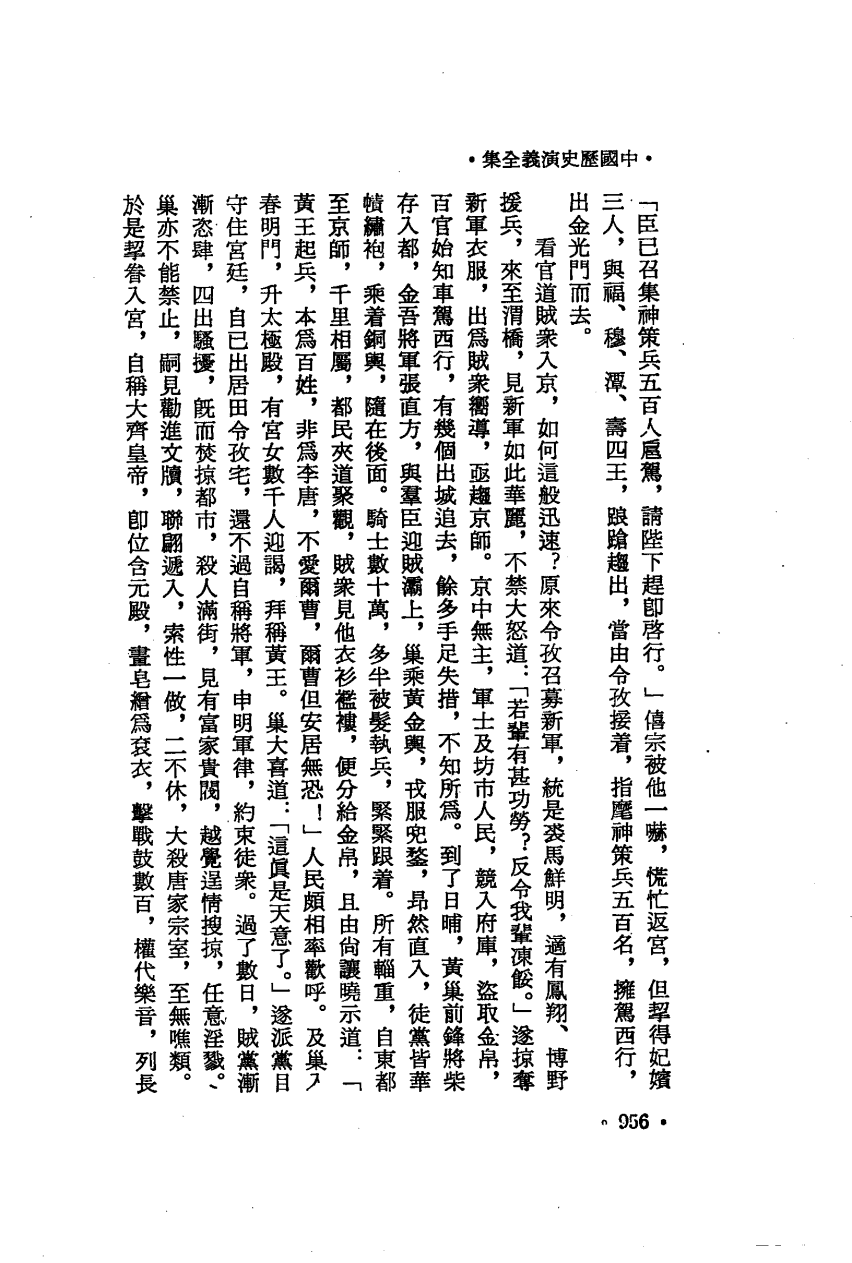 •中國歷史演義全集•
「臣已召集神策兵五百人扈駕，請陛下趕卽啓行。」僖宗被他一嚇，慌忙返宮，但挈得妃嬪
三人，與福、穆、潭、壽四王，踉蹌趨出，當由令孜接着，指麾神策兵五百名，擁駕西行，
出金光門而去。
看官道賊衆入京，如何這般迅速？原來令孜召募新軍，統是裘馬鮮明，適有鳳翔、博野
援兵，來至渭橋，見新軍如此華麗，不禁大怒道：「若輩有甚功勞？反令我輩凍餒。」遂掠奪
新軍衣服，出爲賊衆嚮導，亟趨京師。京中無主，軍士及坊市人民，競入府庫，盜取金帛，
百官始知車駕西行，有幾個出城追去，餘多手足失措，不知所爲。到了日晡，黃巢前鋒將柴
存入都，金吾將軍張直方，與羣臣迎賊灞上，巢乘黃金輿，戎服兜鍪，昂然直入，徒黨皆華
幘繡袍，乘着銅輿，隨在後面。騎士數十萬，多半被髮執兵，緊緊跟着。所有輜重，自東都
至京師，千里相屬，都民夾道聚觀，賊衆見他衣衫襤褸，便分給金帛，且由尙讓曉示道：「
黃王起兵，本爲百姓，非爲李唐，不愛爾曹，爾曹但安居無恐！」人民頗相率歡呼。及巢入
春明門，升太極殿，有宮女數千人迎謁，拜稱黃王。巢大喜道：「這眞是天意了。」遂派黨目
守住宮廷，自已出居田令孜宅，還不過自稱將軍，申明軍律，約束徒衆。過了數日，賊黨漸
漸恣肆，四出騷擾，旣而焚掠都市，殺人滿街，見有富家貴閥，越覺逞情搜掠，任意淫戮。
巢亦不能禁止，嗣見勸進文牘，聯翩遞入，索性一做，二不休，大殺唐家宗室，至無噍類。
於是挈眷入宮，自稱大齊皇帝，卽位含元殿，畫皂繒爲袞衣，擊戰鼓數百，權代樂音，列長
•956•